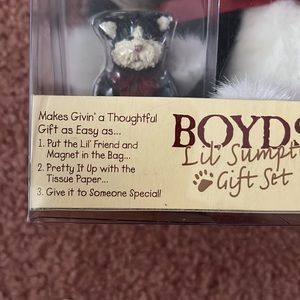 Makes Givin' a Thoughtful
Gift as Easy as...
1. Put the Lil' Friend and
Magnet in the Bag...
2. Pretty It Up with the
Tissue Paper...
3. Give it to Someone Special!
BOYDS
Lil' Sumpt
Gift Set